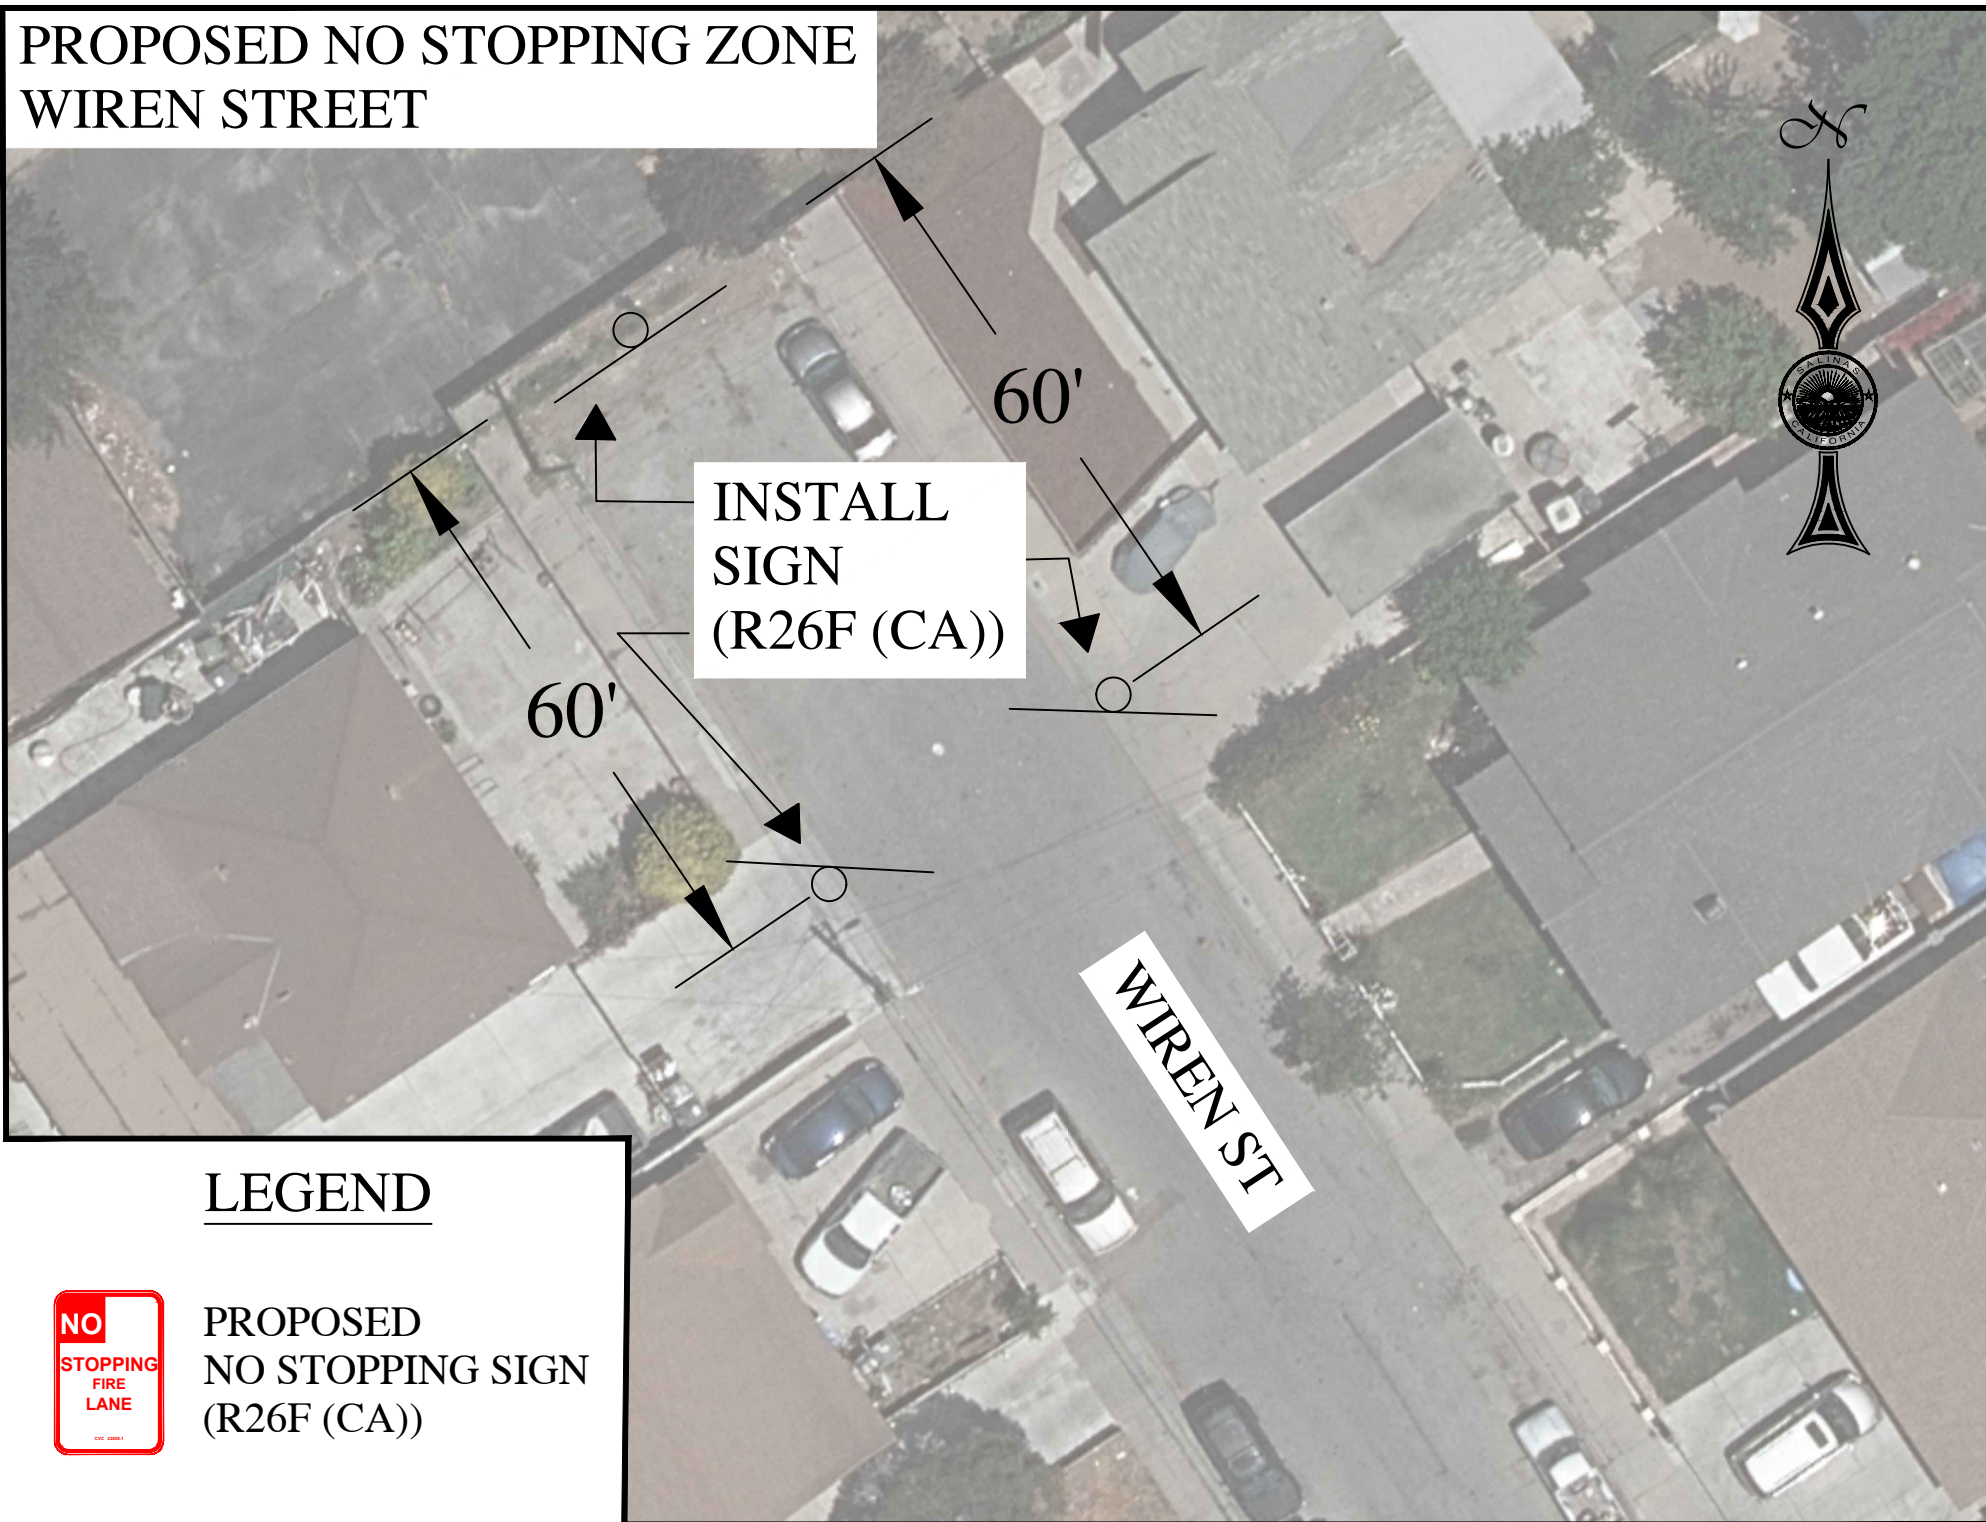 PROPOSED NO STOPPING ZONE
WIREN STREET
N
SALINAS
CALIFORNIA
60'
INSTALL
SIGN
(R26F (CA))
60'
WIREN ST
LEGEND
NO
STOPPING
FIRE
LANE
PROPOSED
NO STOPPING SIGN
(R26F (CA))